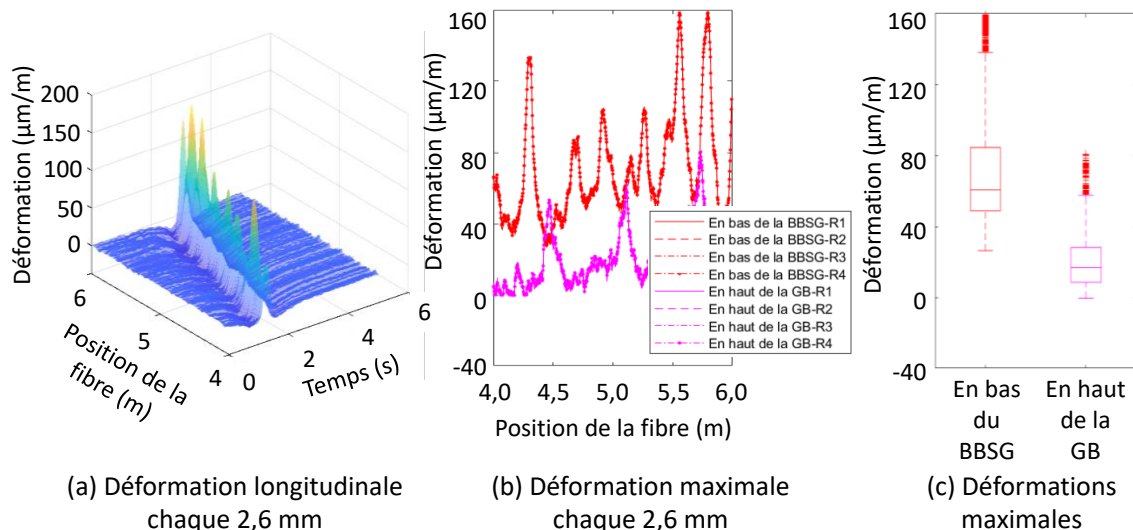 Déformation (µm/m)
200
150
100
50
0
6
5
4
Position de la
fibre (m)
0
2
4
6
Temps (s)
(a) Déformation longitudinale
chaque 2,6 mm
Déformation (µm/m)
160
120
80
40
0
-40
4,0
4,5
5,0
5,5
6,0
Position de la fibre (m)
En bas de la BBSG-R1
En bas de la BBSG-R2
En bas de la BBSG-R3
En bas de la BBSG-R4
En haut de la GB-R1
En haut de la GB-R2
En haut de la GB-R3
En haut de la GB-R4
(b) Déformation maximale
chaque 2,6 mm
Déformation (µm/m)
160
120
80
40
0
-40
En bas
du
BBSG
En haut
de la
GB
(c) Déformations
maximales